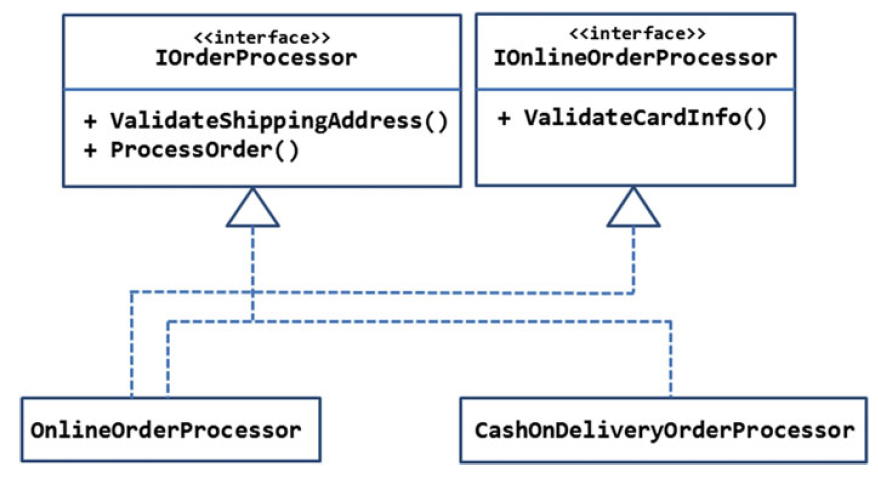 <<interface>>
IOrderProcessor
+ ValidateShippingAddress()
+ ProcessOrder()
<<interface>>
IOnlineOrderProcessor
+ ValidateCardInfo()
OnlineOrderProcessor
CashOnDeliveryOrderProcessor